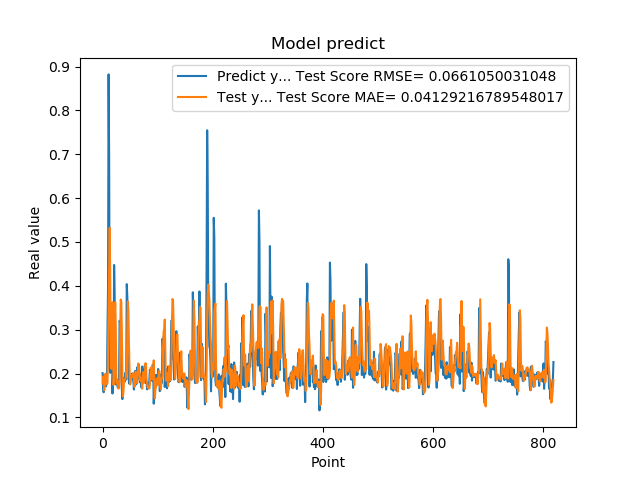 Model predict
Predict y... Test Score RMSE= 0.0661050031048
Test y... Test Score MAE= 0.04129216789548017
0.9
0.8
0.7
0.6
0.5
0.4
0.3
0.2
0.1
Real value
0 200 400 600 800
Point